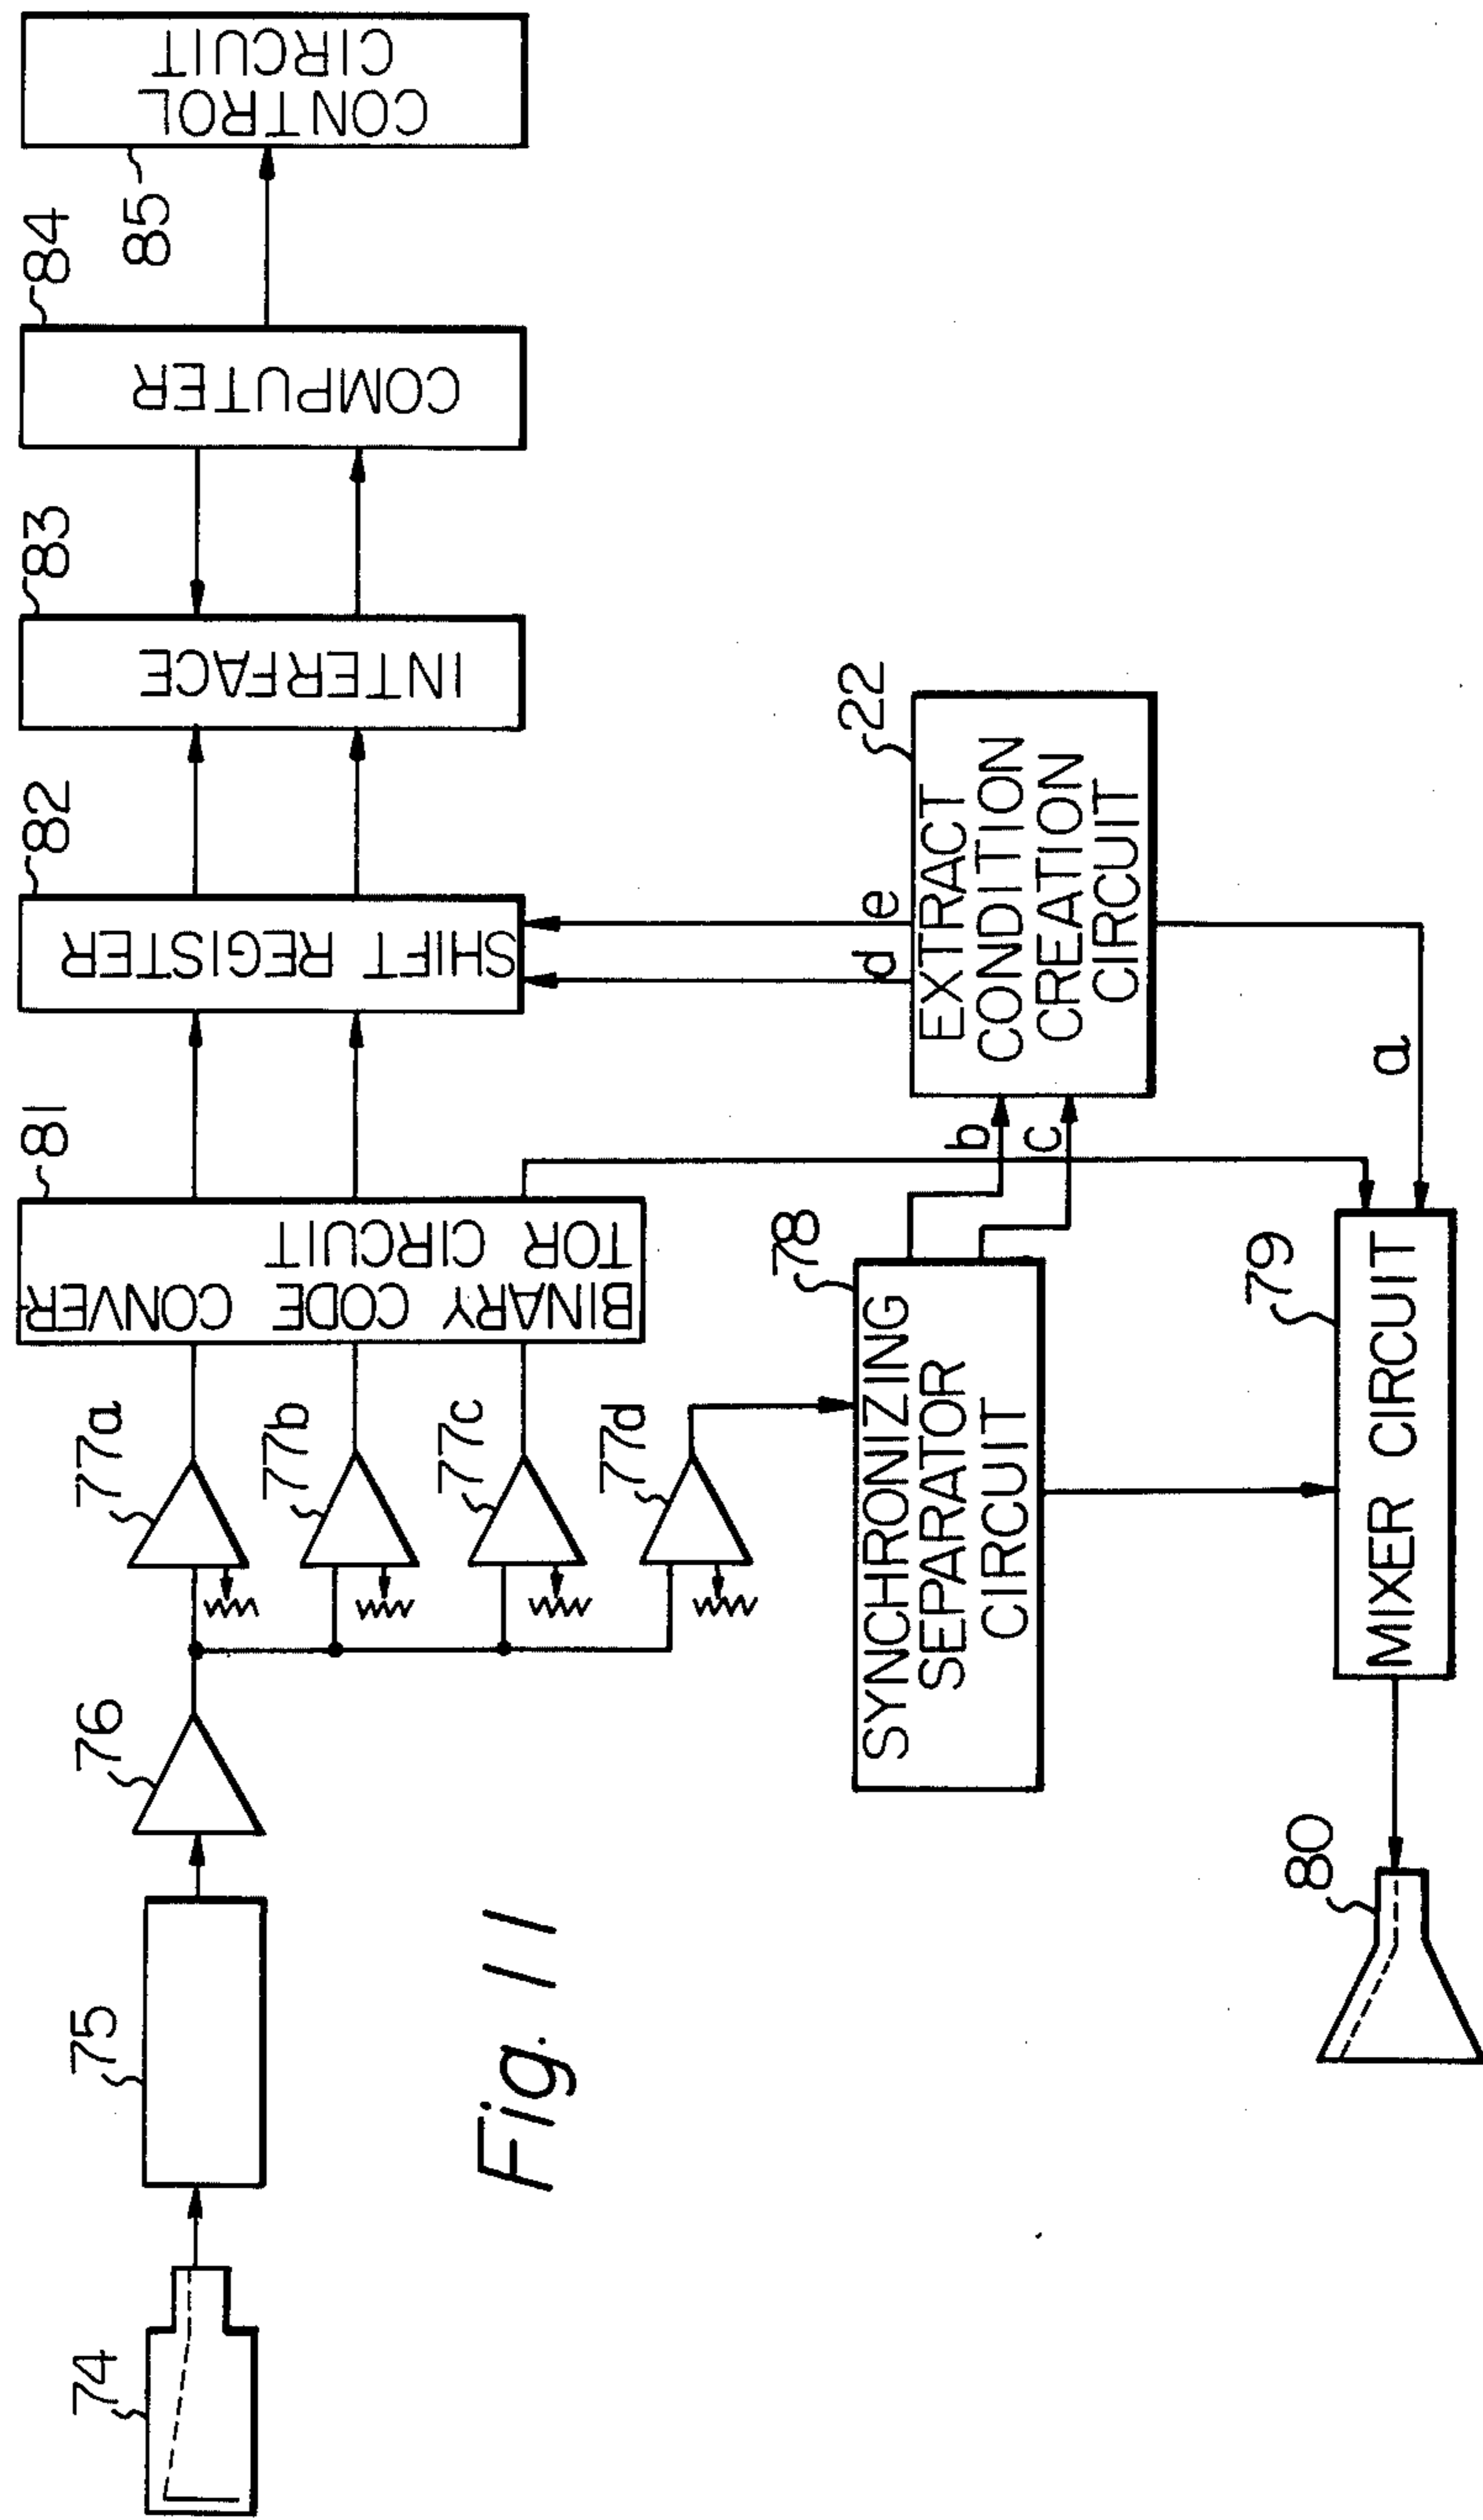 74
75
76
77a
77b
77c
77d
81
BINARY CODE CONVER
TOR CIRCUIT
82
SHIFT REGISTER
83
INTERFACE
84
COMPUTER
85
CONTROL
CIRCUIT
e
d
22
EXTRACT
CONDITION
CREATION
CIRCUIT
b
c
a
78
SYNCHRONIZING
SEPARATOR
CIRCUIT
79
MIXER CIRCUIT
80
Fig. 11